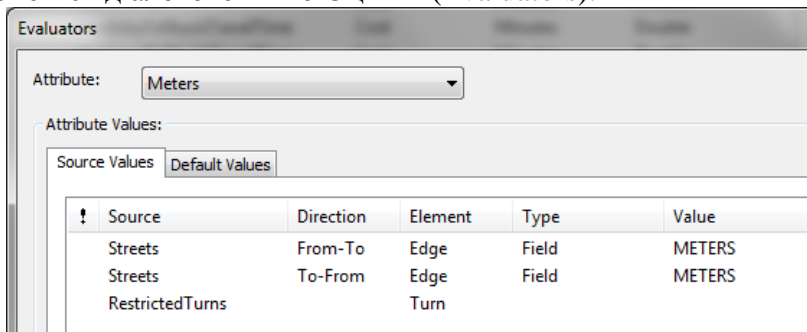 (Evaluators).
Evaluators
Attribute: Meters
Attribute Values:
Source Values Default Values
! Source Direction Element Type Value
Streets From-To Edge Field METERS
Streets To-From Edge Field METERS
RestrictedTurns Turn